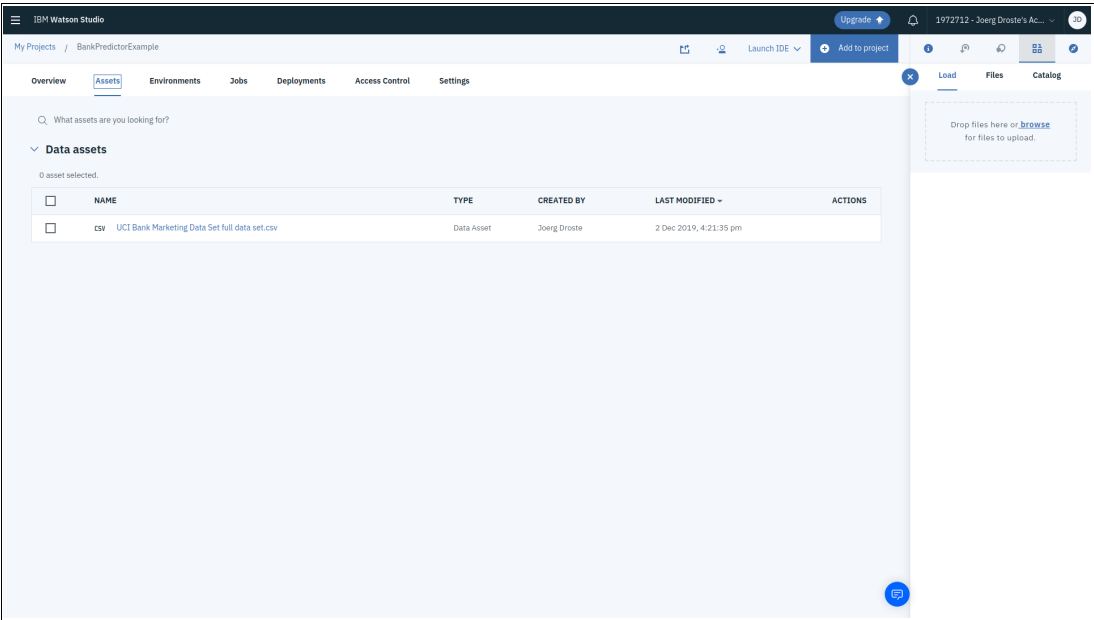 IBM Watson Studio
Upgrade
1972712 - Joerg Droste's Ac...
JD
My Projects / BankPredictorExample
Launch IDE
Add to project
Overview
Assets
Environments
Jobs
Deployments
Access Control
Settings
Load
Files
Catalog
Drop files here or browse
for files to upload.
What assets are you looking for?
Data assets
0 asset selected.
NAME
TYPE
CREATED BY
LAST MODIFIED
ACTIONS
CSV
UCI Bank Marketing Data Set full data set.csv
Data Asset
Joerg Droste
2 Dec 2019, 4:21:35 pm